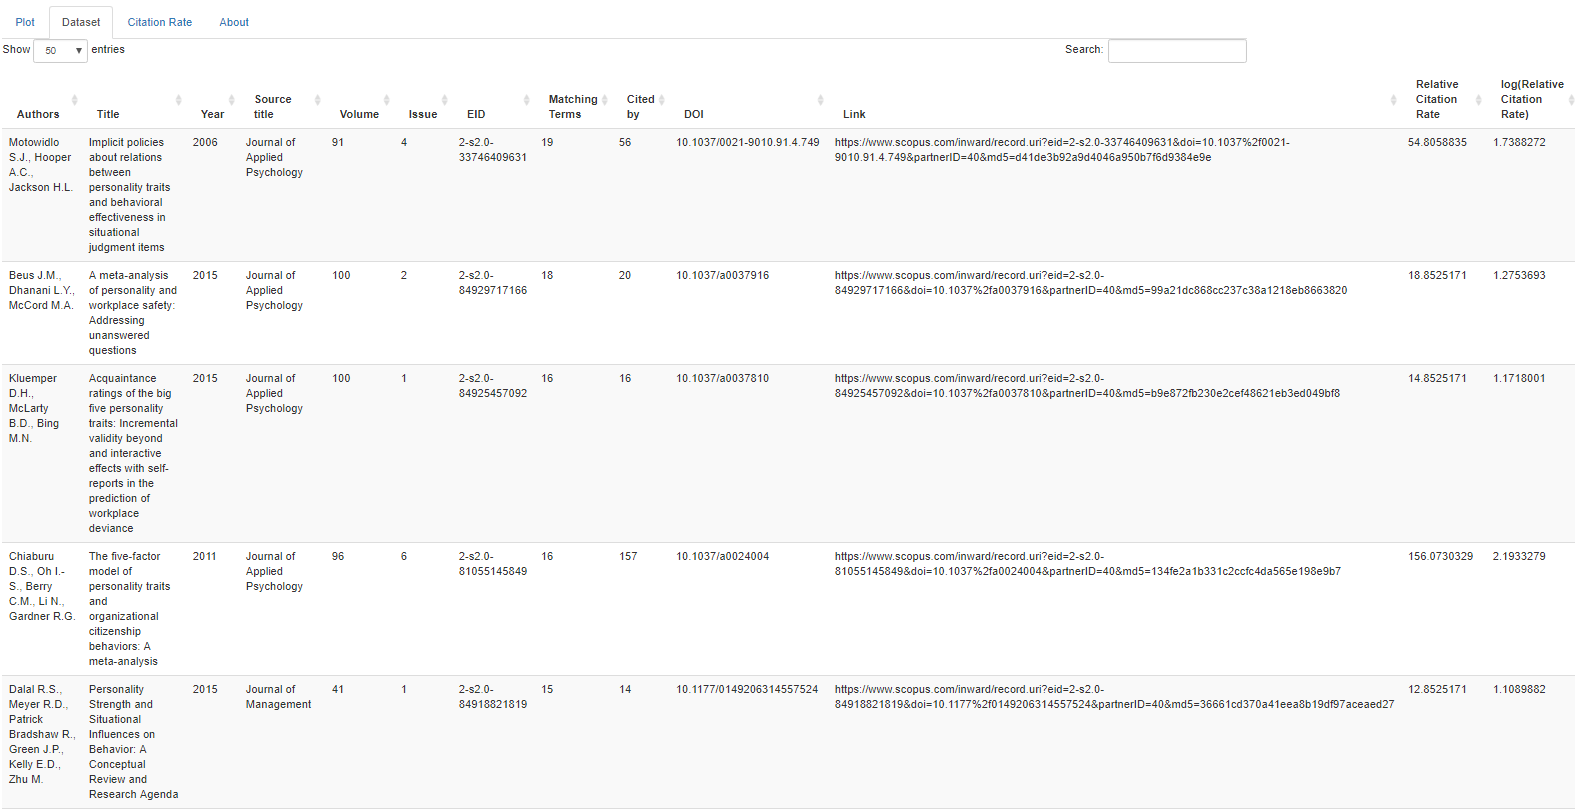 Plot Dataset Citation Rate About
Show 50 entries Search:
Authors Title Year Source title Volume Issue EID Matching Terms Cited by DOI Link Relative Citation Rate log(Relative Citation Rate)
Motowidlo S.J., Hooper A.C., Jackson H.L. Implicit policies about relations between personality traits and behavioral effectiveness in situational judgment items 2006 Journal of Applied Psychology 91 4 2-s2.0-33746409631 19 56 10.1037/0021-9010.91.4.749 https://www.scopus.com/inward/record.uri?eid=2-s2.0-33746409631&doi=10.1037%2f0021-9010.91.4.749&partnerID=40&md5=d41de3b92a9d4046a950b7f6d9384e9e 54.8058835 1.7388272
Beus J.M., Dhanani L.Y., McCord M.A. A meta-analysis of personality and workplace safety: Addressing unanswered questions 2015 Journal of Applied Psychology 100 2 2-s2.0-84929717166 18 20 10.1037/a0037916 https://www.scopus.com/inward/record.uri?eid=2-s2.0-84929717166&doi=10.1037%2fa0037916&partnerID=40&md5=99a21dc868cc237c38a1218eb8663820 18.8525171 1.2753693
Kluemper D.H., McLarty B.D., Bing M.N. Acquaintance ratings of the big five personality traits: Incremental validity beyond and interactive effects with self-reports in the prediction of workplace deviance 2015 Journal of Applied Psychology 100 1 2-s2.0-84925457092 16 16 10.1037/a0037810 https://www.scopus.com/inward/record.uri?eid=2-s2.0-84925457092&doi=10.1037%2fa0037810&partnerID=40&md5=b9e872fb230e2cef48621eb3ed049bf8 14.8525171 1.1718001
Chiaburu D.S., Oh I.-S., Berry C.M., Li N., Gardner R.G. The five-factor model of personality traits and organizational citizenship behaviors: A meta-analysis 2011 Journal of Applied Psychology 96 6 2-s2.0-81055145849 16 157 10.1037/a0024004 https://www.scopus.com/inward/record.uri?eid=2-s2.0-81055145849&doi=10.1037%2fa0024004&partnerID=40&md5=134fe2a1b331c2ccfc4da565e198e9b7 156.0730329 2.1933279
Dalal R.S., Meyer R.D., Patrick Bradshaw R., Green J.P., Kelly E.D., Zhu M. Personality Strength and Situational Influences on Behavior: A Conceptual Review and Research Agenda 2015 Journal of Management 41 1 2-s2.0-84918821819 15 14 10.1177/0149206314557524 https://www.scopus.com/inward/record.uri?eid=2-s2.0-84918821819&doi=10.1177%2f0149206314557524&partnerID=40&md5=36661cd370a41eea8b19df97aceaed27 12.8525171 1.1089882